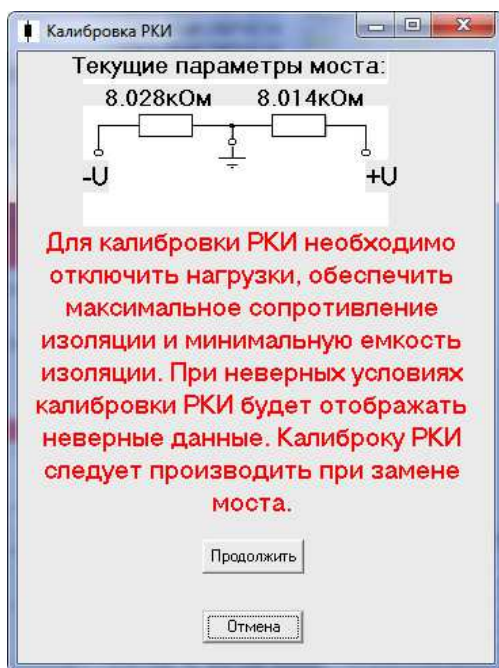 Калибровка РКИ
Текущие параметры моста:
8.028кОм 8.014кОм
-U +U
Для калибровки РКИ необходимо
отключить нагрузки, обеспечить
максимальное сопротивление
изоляции и минимальную емкость
изоляции. При неверных условиях
калибровки РКИ будет отображать
неверные данные. Калиброку РКИ
следует производить при замене
моста.
Продолжить
Отмена